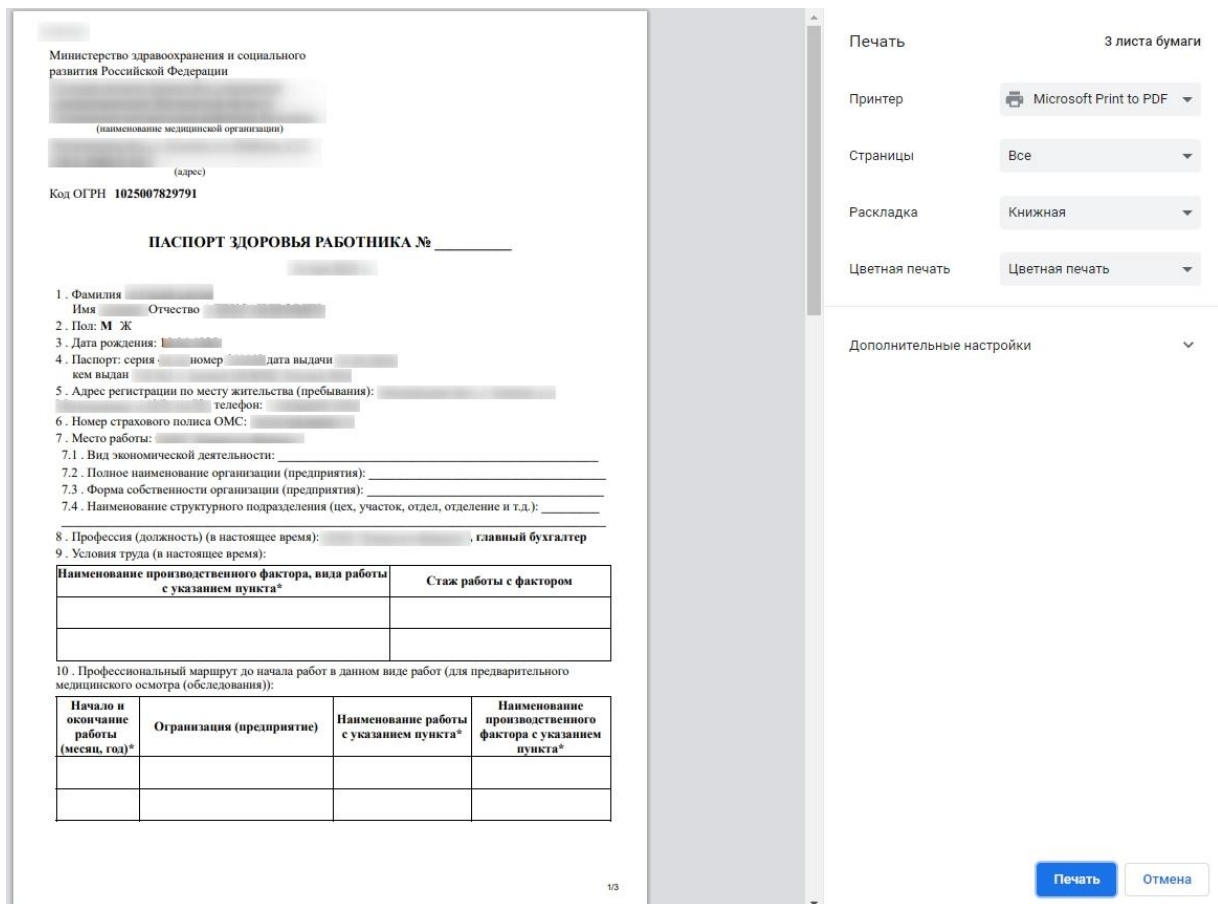 Министерство здравоохранения и социального
развития Российской Федерации
(наименование медицинской организации)
(адрес)
Код ОГРН 1025007829791
ПАСПОРТ ЗДОРОВЬЯ РАБОТНИКА № __________
1 . Фамилия
Имя Отчество
2 . Пол: М Ж
3 . Дата рождения:
4 . Паспорт: серия номер дата выдачи
кем выдан
5 . Адрес регистрации по месту жительства (пребывания):
телефон:
6 . Номер страхового полиса ОМС:
7 . Место работы:
7.1 . Вид экономической деятельности:
7.2 . Полное наименование организации (предприятия):
7.3 . Форма собственности организации (предприятия):
7.4 . Наименование структурного подразделения (цех, участок, отдел, отделение и т.д.):
8 . Профессия (должность) (в настоящее время): , главный бухгалтер
9 . Условия труда (в настоящее время):
Наименование производственного фактора, вида работы
с указанием пункта*
Стаж работы с фактором
10 . Профессиональный маршрут до начала работ в данном виде работ (для предварительного
медицинского осмотра (обследования)):
Начало и
окончание
работы
(месяц, год)*
Организация (предприятие)
Наименование работы
с указанием пункта*
Наименование
производственного
фактора с указанием
пункта*
1/3
Печать
3 листа бумаги
Принтер
Microsoft Print to PDF
Страницы
Все
Раскладка
Книжная
Цветная печать
Цветная печать
Дополнительные настройки
Печать
Отмена